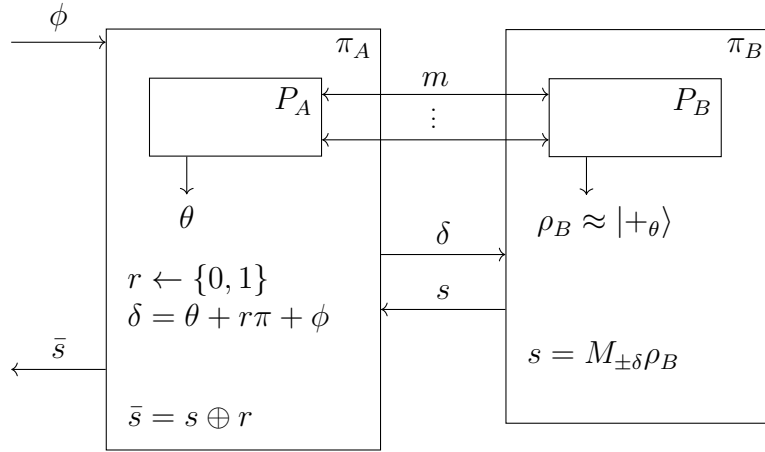 ϕ
π_A
π_B
P_A
m
P_B
⋮
θ
ρ_B ≈ |+_θ⟩
δ
r ← {0, 1}
s
δ = θ + rπ + ϕ
s̄
s = M_{±δ}ρ_B
s̄ = s ⊕ r